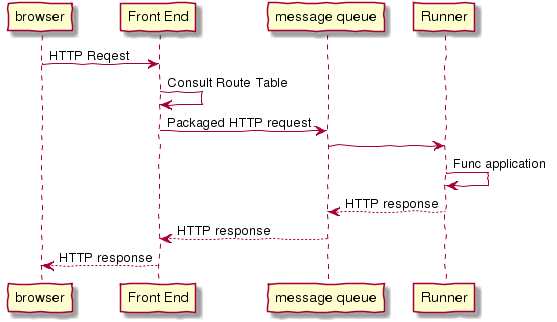 browser Front End message queue Runner
HTTP Reqest
Consult Route Table
Packaged HTTP request
Func application
HTTP response
HTTP response
HTTP response
browser Front End message queue Runner